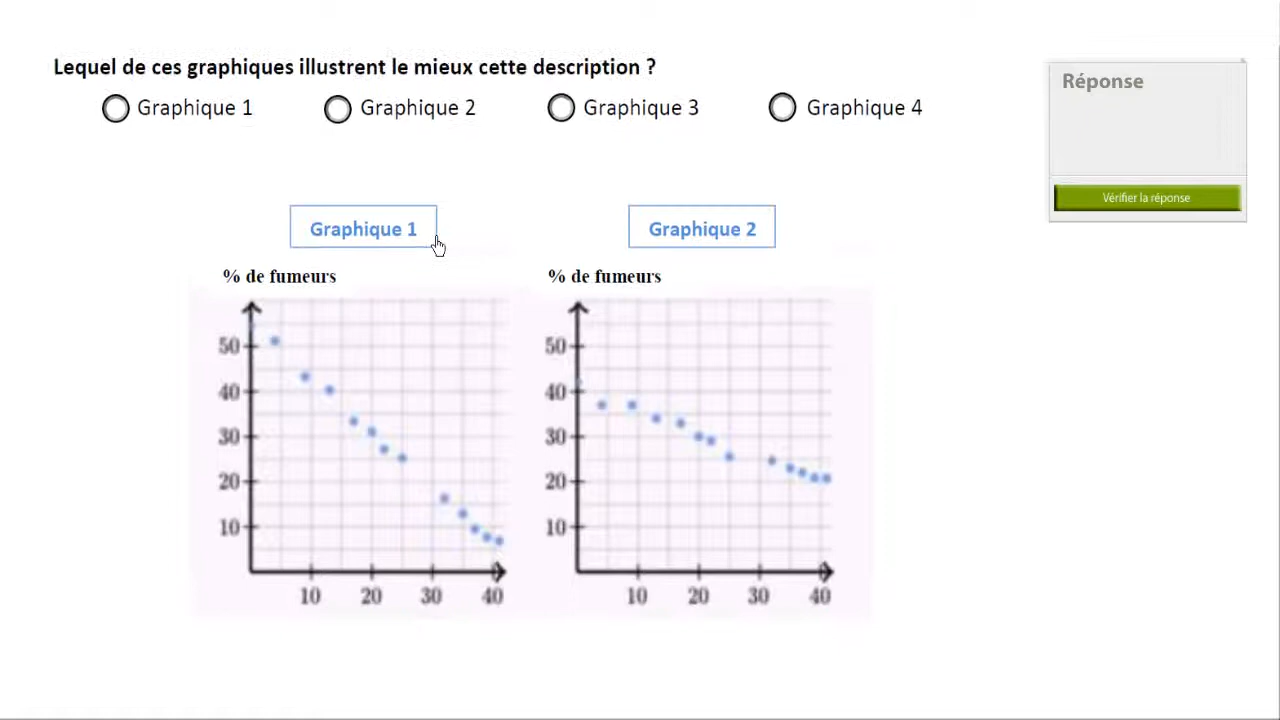 Lequel de ces graphiques illustrent le mieux cette description ?
Graphique 1 Graphique 2 Graphique 3 Graphique 4
Réponse
Vérifier la réponse
Graphique 1 Graphique 2
% de fumeurs % de fumeurs
50 50
40 40
30 30
20 20
10 10
10 20 30 40 10 20 30 40